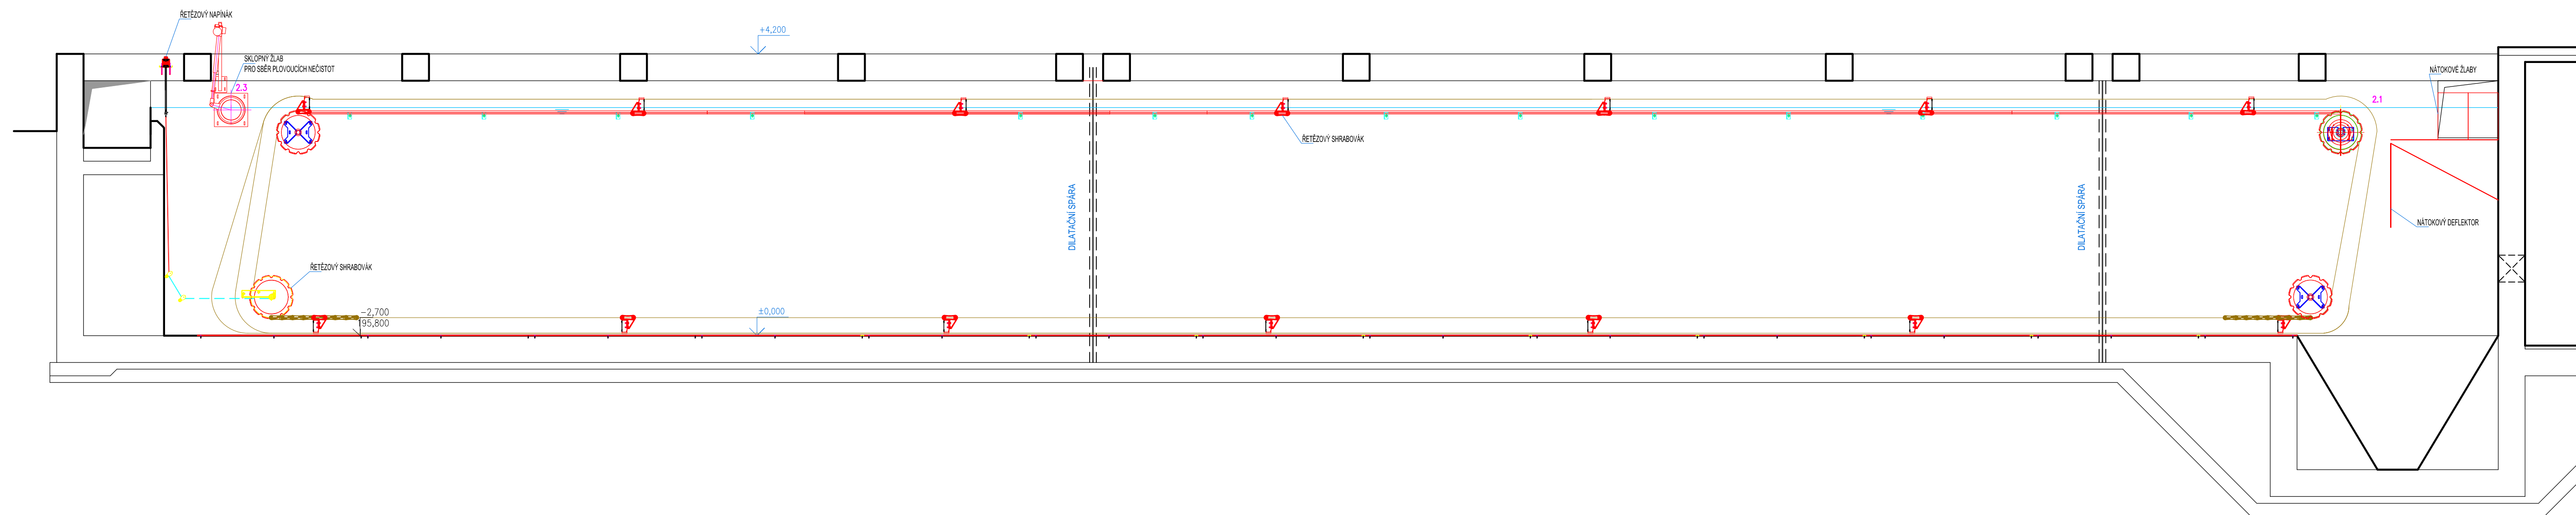 ŘETĚZOVÝ NAPÍNÁK
+4,200
SKLOPNÝ ŽLAB
PRO SBĚR PLOVOUCÍCH NEČISTOT
2.3
NÁTOKOVÉ ŽLABY
2.1
ŘETĚZOVÝ SHRABOVÁK
DILATAČNÍ SPÁRA
DILATAČNÍ SPÁRA
NÁTOKOVÝ DEFLEKTOR
ŘETĚZOVÝ SHRABOVÁK
-2,700
195,800
±0,000